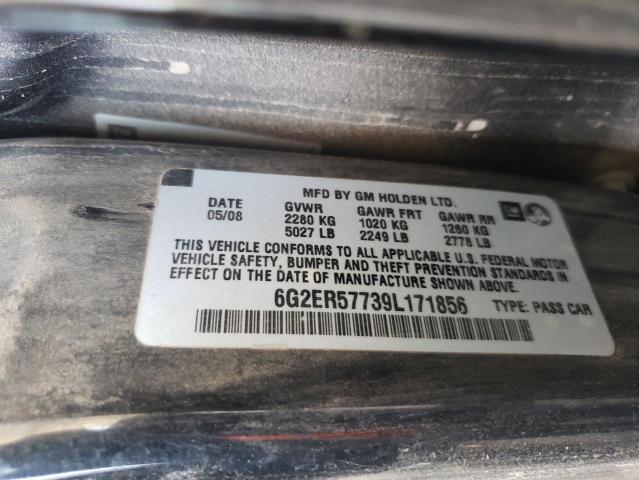 MFD BY GM HOLDEN LTD.
DATE GVWR GAWR FRT GAWR RR
05/08 2280 KG 1020 KG 1260 KG
5027 LB 2249 LB 2778 LB
THIS VEHICLE CONFORMS TO ALL APPLICABLE U.S. FEDERAL MOTOR
VEHICLE SAFETY, BUMPER AND THEFT PREVENTION STANDARDS IN
EFFECT ON THE DATE OF MANUFACTURE SHOWN ABOVE.
6G2ER57739L171856 TYPE: PASS CAR
GM